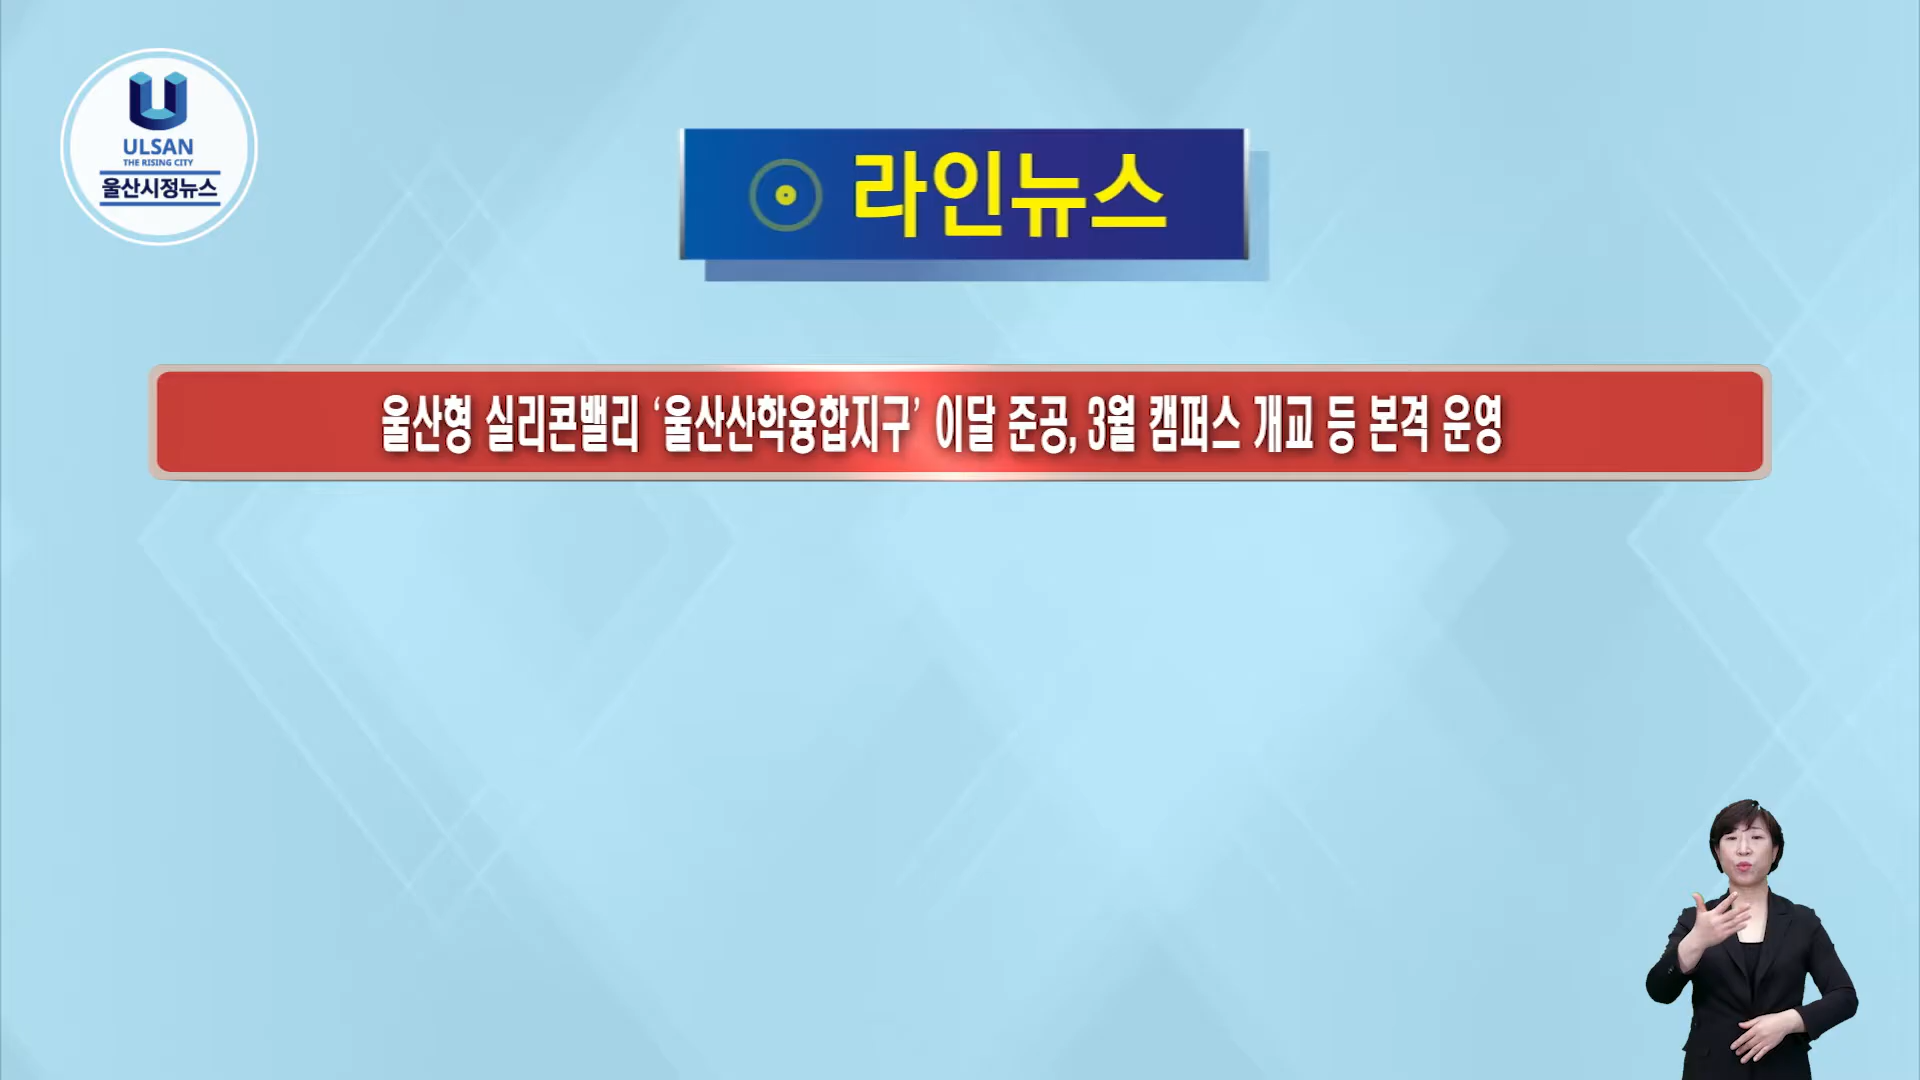 ULSAN
THE RISING CITY
울산시정뉴스
라인뉴스
울산형 실리콘밸리 ‘울산산학융합지구’ 이달 준공, 3월 캠퍼스 개교 등 본격 운영